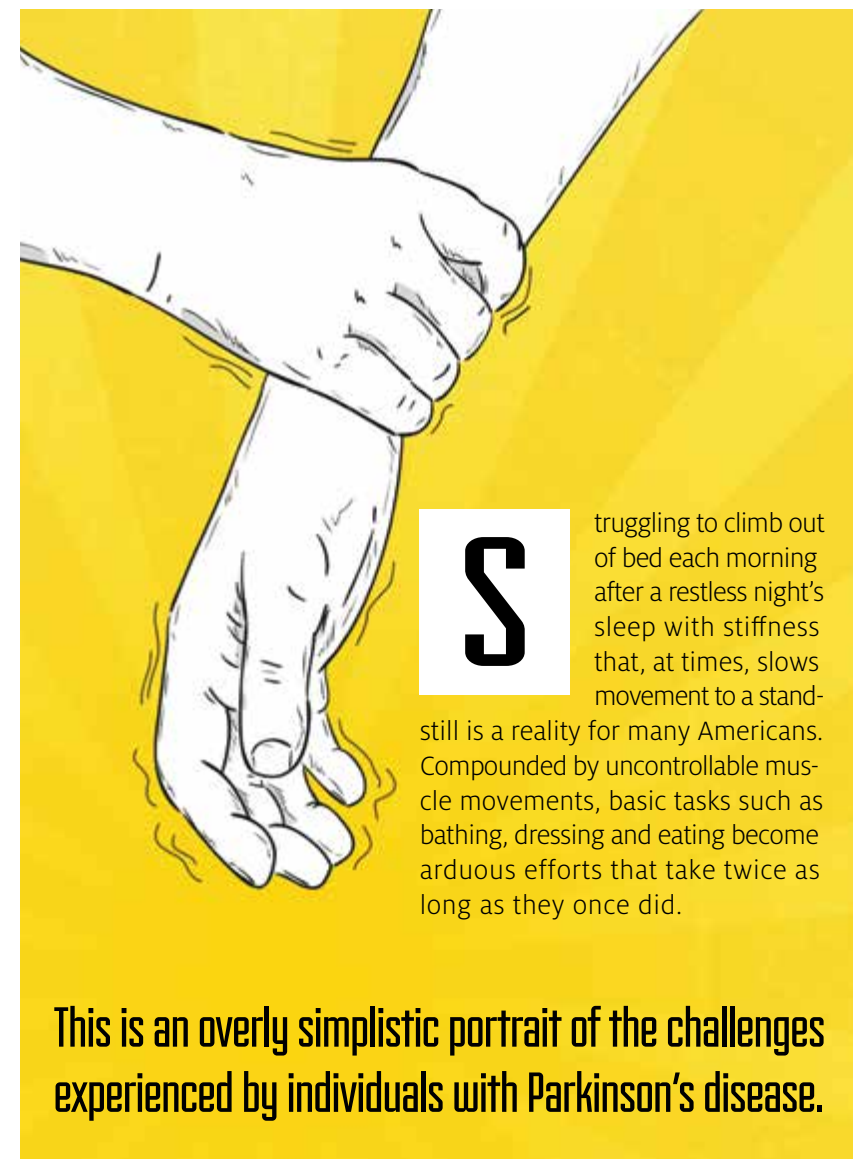 Struggling to climb out
of bed each morning
after a restless night's
sleep with stiffness
that, at times, slows
movement to a stand-
still is a reality for many Americans.
Compounded by uncontrollable mus-
cle movements, basic tasks such as
bathing, dressing and eating become
arduous efforts that take twice as
long as they once did.
This is an overly simplistic portrait of the challenges
experienced by individuals with Parkinson's disease.